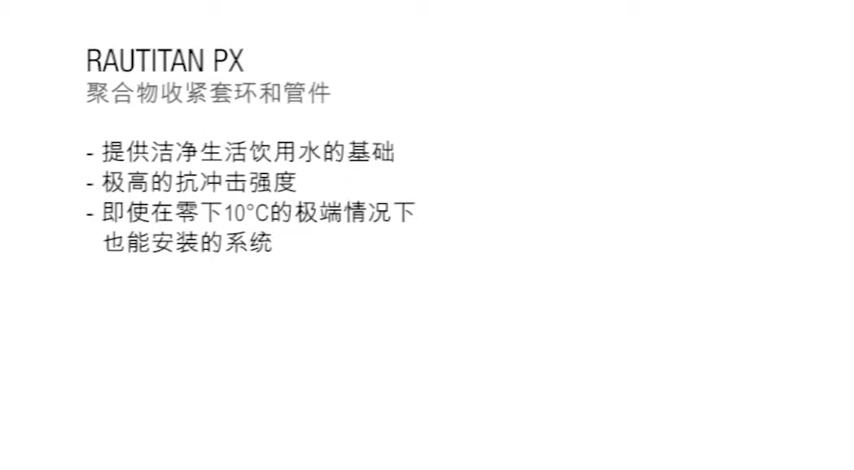 RAUTITAN PX
聚合物收紧套环和管件
- 提供洁净生活饮用水的基础
- 极高的抗冲击强度
- 即使在零下10°C的极端情况下
也能安装的系统